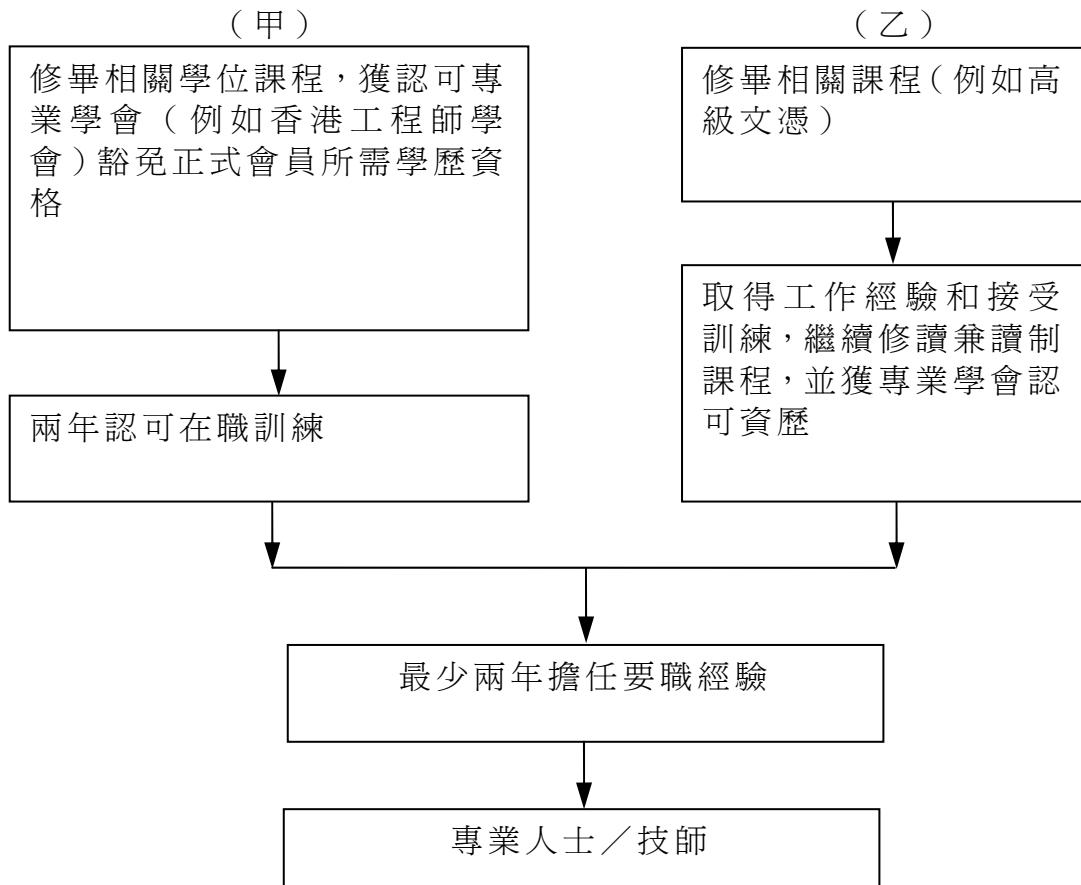 （甲）
修畢相關學位課程，獲認可專
業學會（例如香港工程師學
會）豁免正式會員所需學歷資
格
兩年認可在職訓練
（乙）
修畢相關課程（例如高
級文憑）
取得工作經驗和接受
訓練，繼續修讀兼讀制
課程，並獲專業學會認
可資歷
最少兩年擔任要職經驗
專業人士／技師